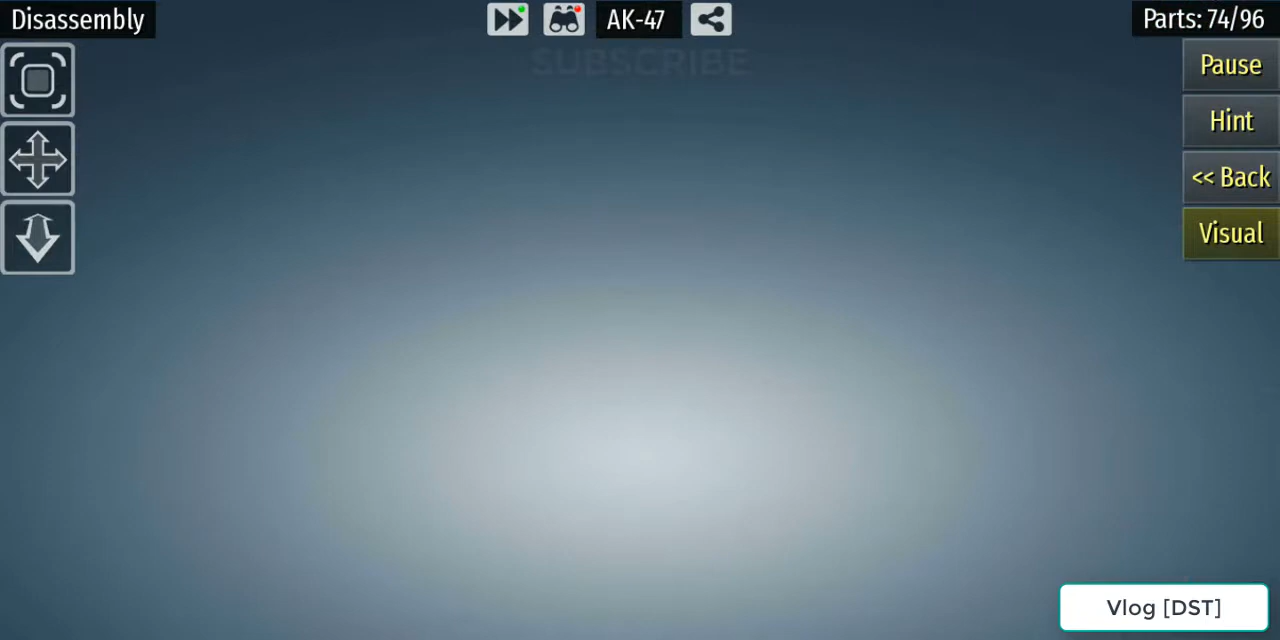 Disassembly
AK-47
Parts: 74/96
SUBSCRIBE
Pause
Hint
<< Back
Visual
Vlog [DST]